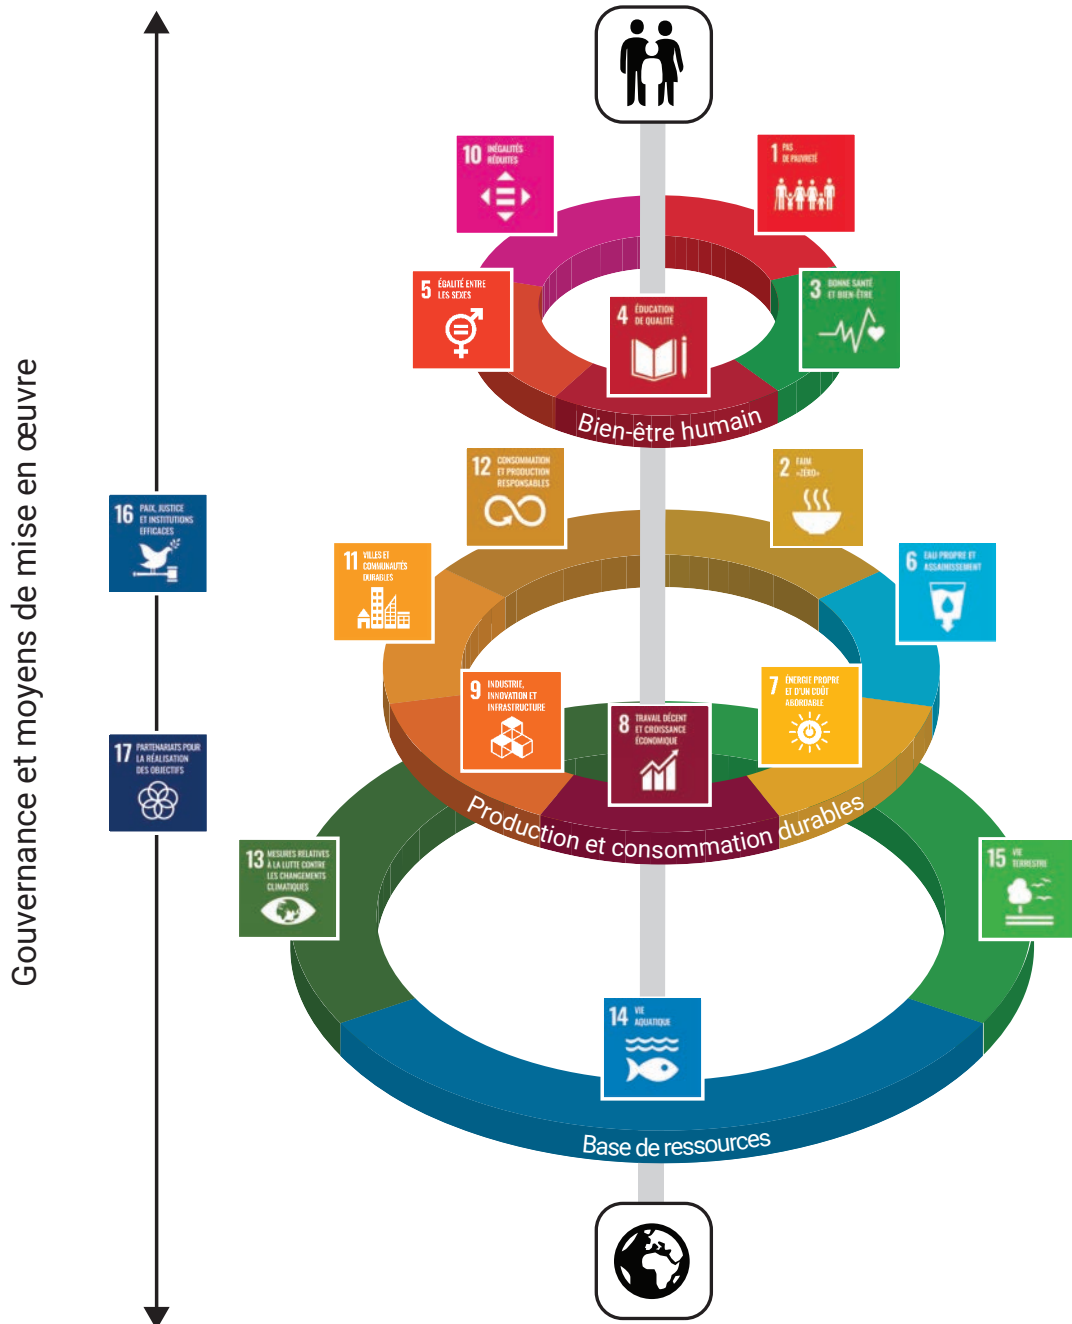 Gouvernance et moyens de mise en œuvre
10 INÉGALITÉS
RÉDUITES
1 PAS
DE PAUVRETÉ
5 ÉGALITÉ ENTRE
LES SEXES
4 ÉDUCATION
DE QUALITÉ
3 BONNE SANTÉ
ET BIEN-ÊTRE
Bien-être humain
12 CONSOMMATION
ET PRODUCTION
RESPONSABLES
2 FAIM
«ZÉRO»
16 PAIX, JUSTICE
ET INSTITUTIONS
EFFICACES
11 VILLES ET
COMMUNAUTÉS
DURABLES
6 EAU PROPRE ET
ASSAINISSEMENT
9 INDUSTRIE,
INNOVATION ET
INFRASTRUCTURE
8 TRAVAIL DÉCENT
ET CROISSANCE
ÉCONOMIQUE
7 ÉNERGIE PROPRE
ET D'UN COÛT
ABORDABLE
17 PARTENARIATS POUR
LA RÉALISATION
DES OBJECTIFS
Production et consommation durables
13 MESURES RELATIVES
À LA LUTTE CONTRE
LES CHANGEMENTS
CLIMATIQUES
15 VIE
TERRESTRE
14 VIE
AQUATIQUE
Base de ressources